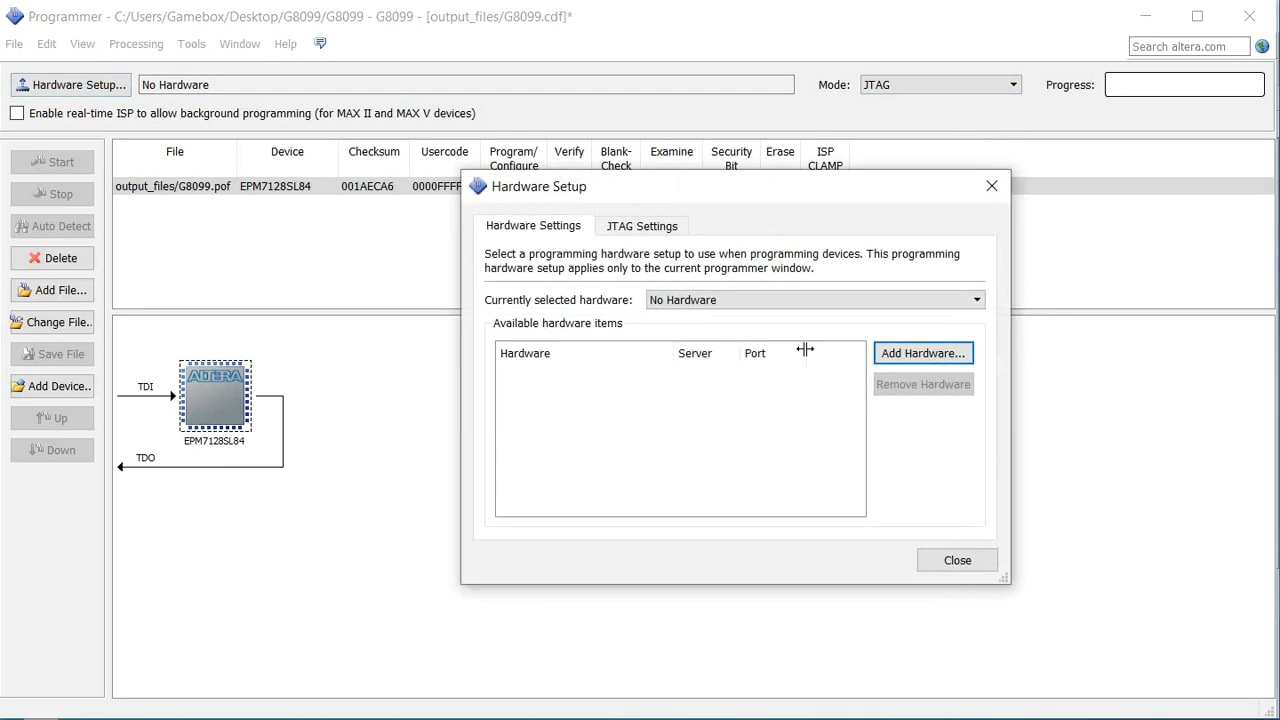 Programmer - C:/Users/Gamebox/Desktop/G8099/G8099 - G8099 - [output_files/G8099.cdf]*
File Edit View Processing Tools Window Help
Search altera.com
Hardware Setup... No Hardware Mode: JTAG Progress:
Enable real-time ISP to allow background programming (for MAX II and MAX V devices)
Start
Stop
Auto Detect
Delete
Add File...
Change File..
Save File
Add Device..
Up
Down
File Device Checksum Usercode Program/ Verify Blank- Examine Security Erase ISP
Configure Check Bit CLAMP
output_files/G8099.pof EPM7128SL84 001AECA6 0000FFFF
TDI
ALTERA
EPM7128SL84
TDO
Hardware Setup
Hardware Settings JTAG Settings
Select a programming hardware setup to use when programming devices. This programming
hardware setup applies only to the current programmer window.
Currently selected hardware: No Hardware
Available hardware items
Hardware Server Port
Add Hardware...
Remove Hardware
Close